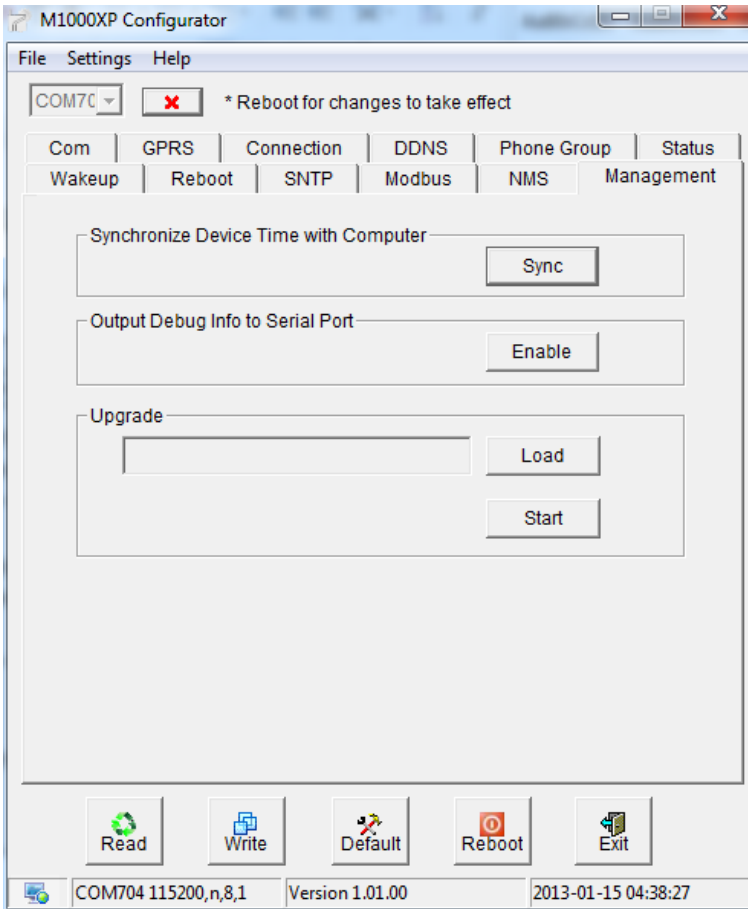 M1000XP Configurator
File Settings Help
COM70 * Reboot for changes to take effect
Com GPRS Connection DDNS Phone Group Status
Wakeup Reboot SNTP Modbus NMS Management
Synchronize Device Time with Computer
Sync
Output Debug Info to Serial Port
Enable
Upgrade
Load
Start
Read Write Default Reboot Exit
COM704 115200,n,8,1 Version 1.01.00 2013-01-15 04:38:27